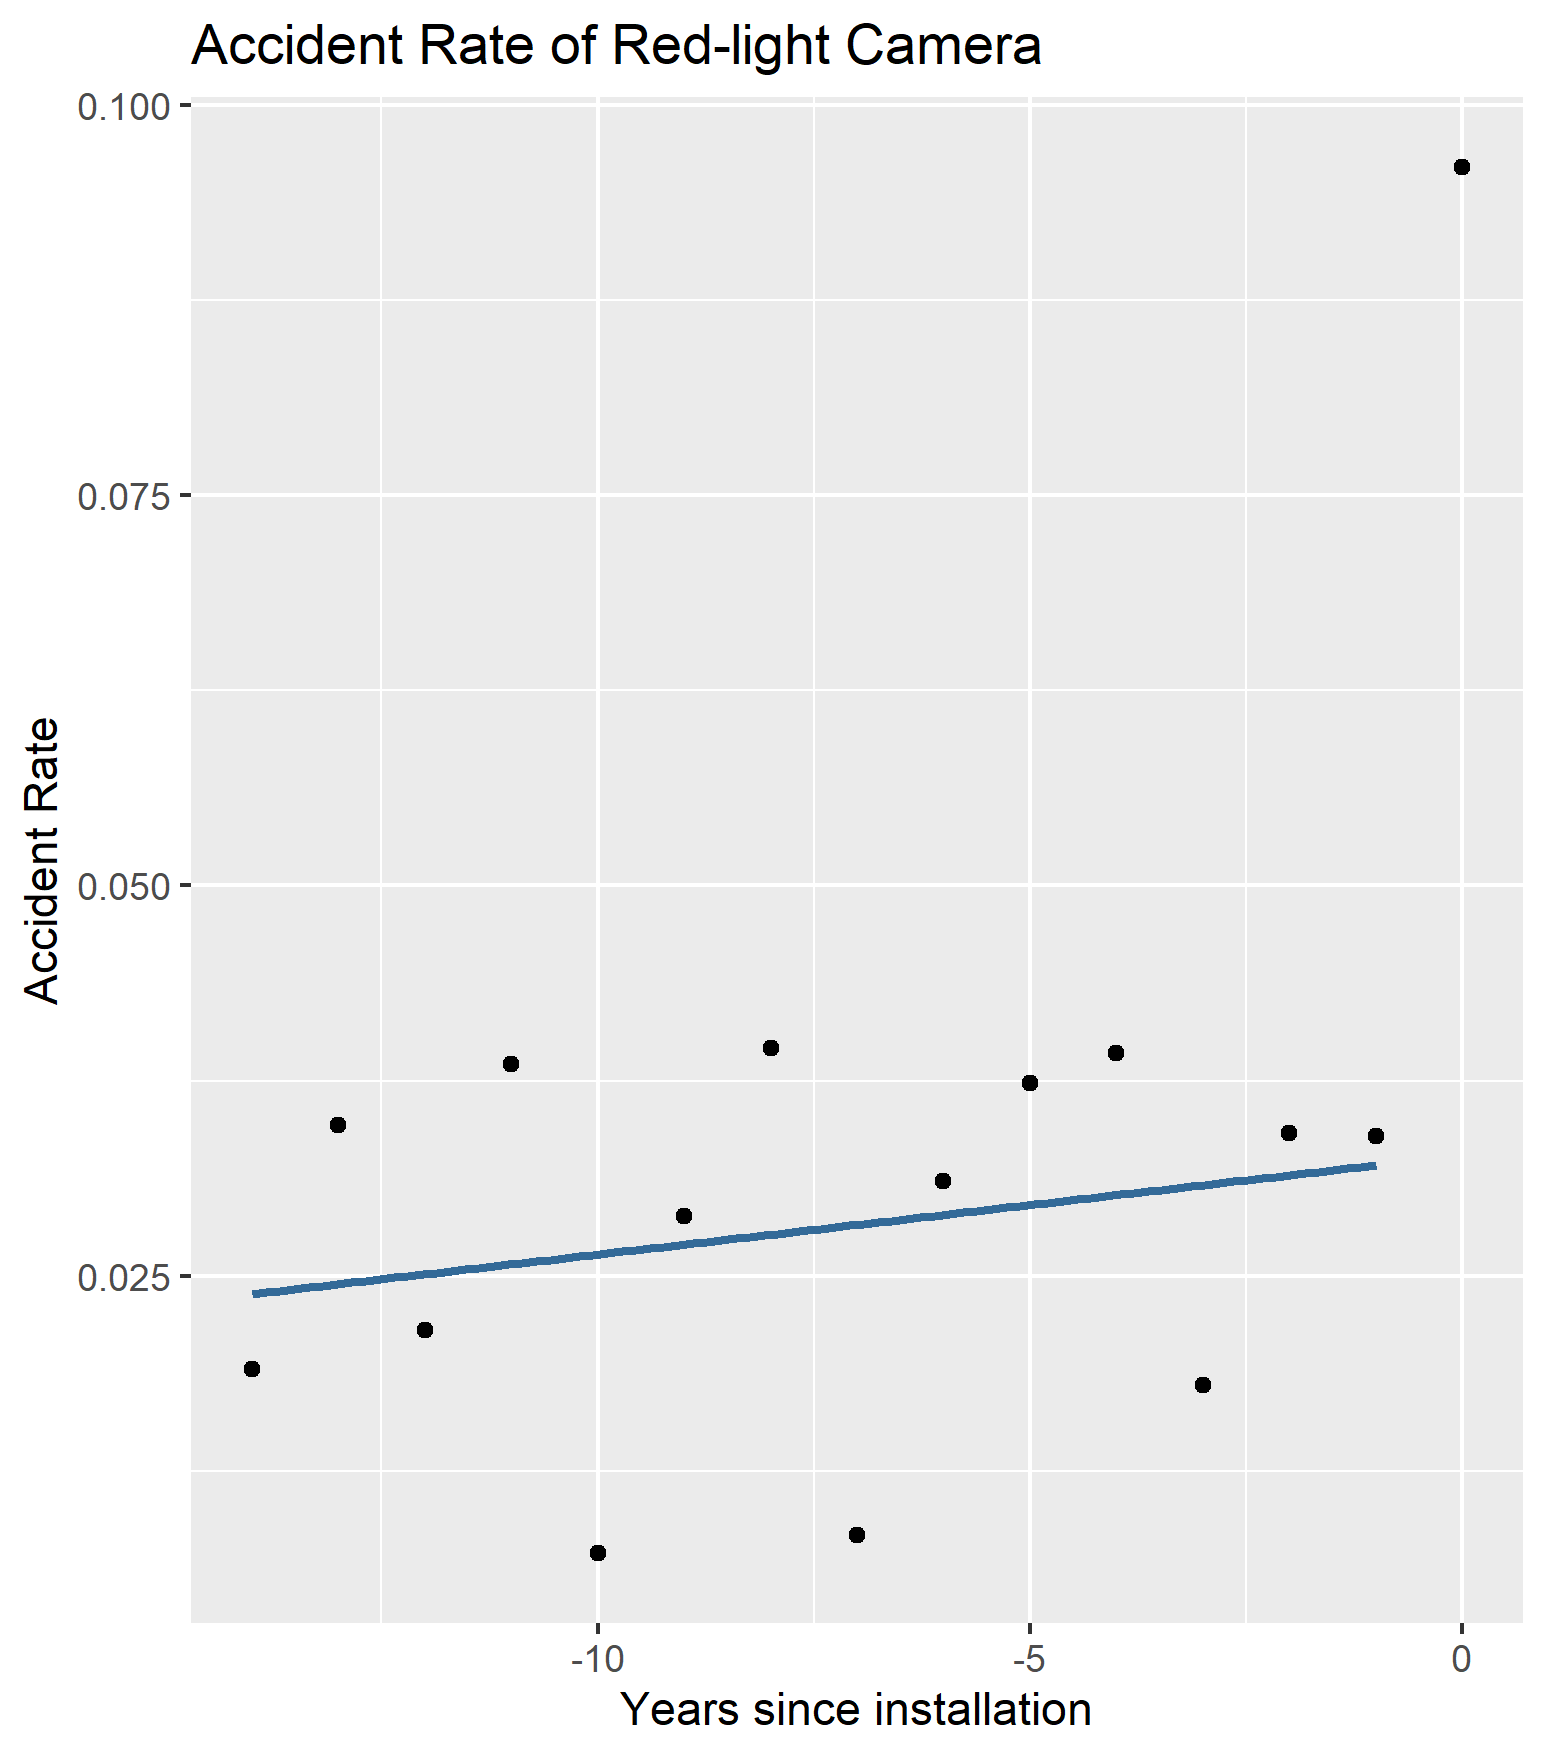 Accident Rate of Red-light Camera
0.100
0.075
0.050
0.025
Accident Rate
-10
-5
0
Years since installation